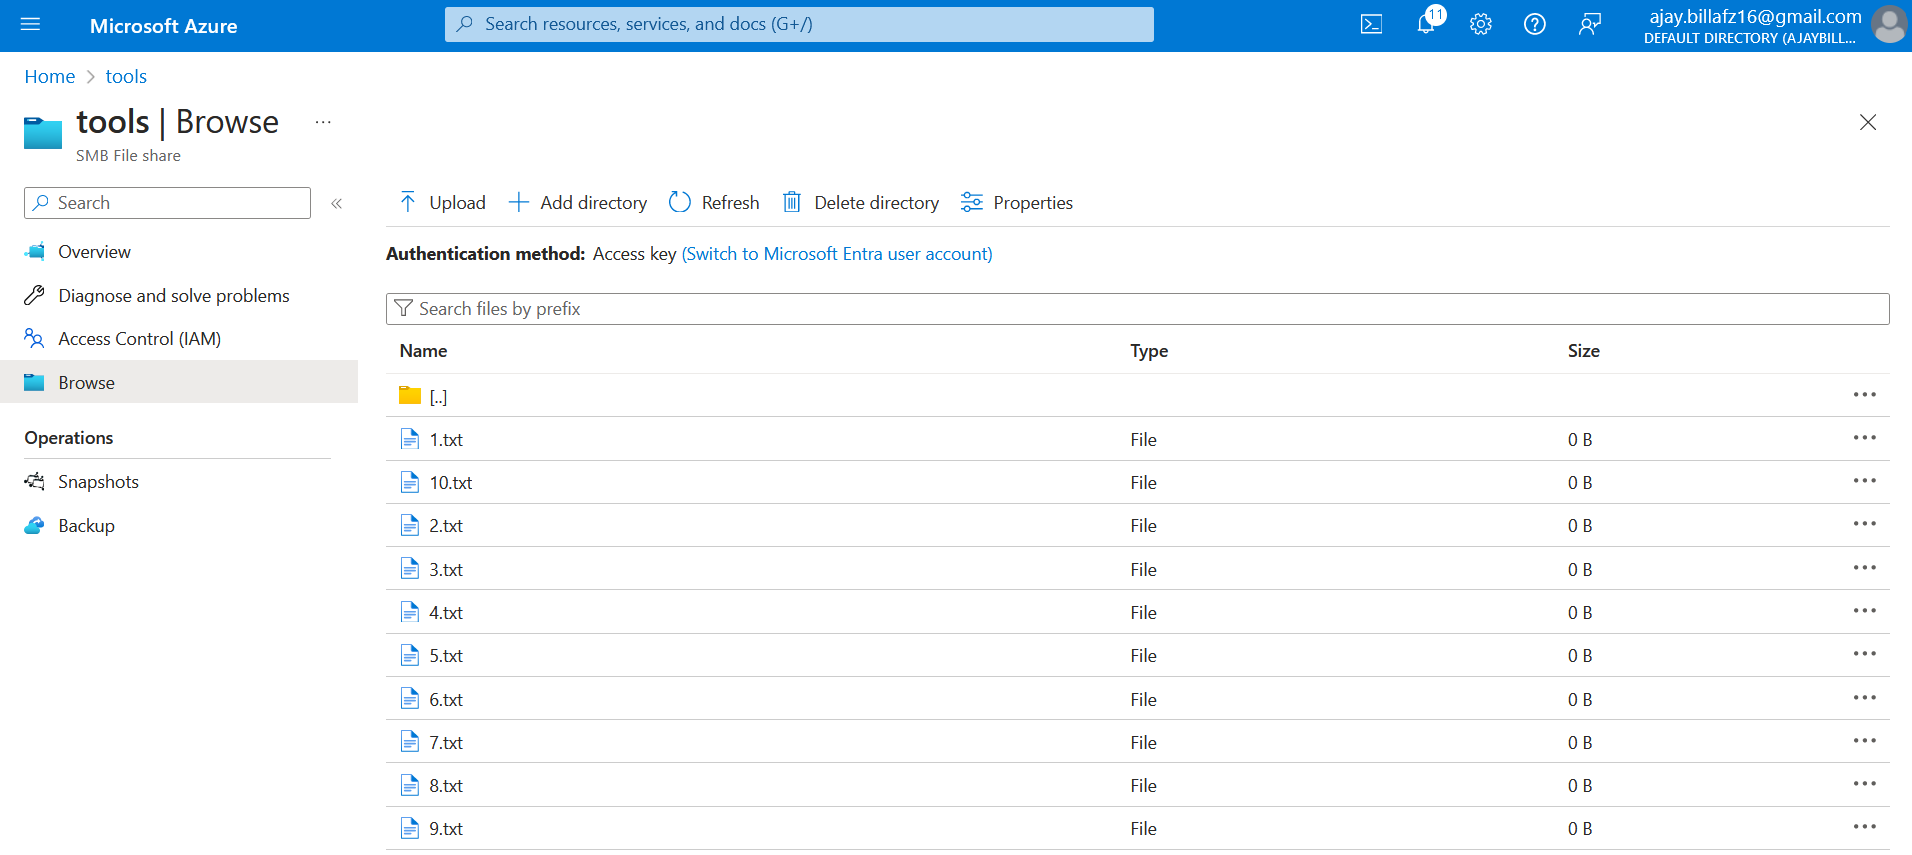 Microsoft Azure
Search resources, services, and docs (G+/)
11
ajay.billafz16@gmail.com
DEFAULT DIRECTORY (AJAYBILL...
Home > tools
tools | Browse ...
SMB File share
Search «
Upload Add directory Refresh Delete directory Properties
Overview
Authentication method: Access key (Switch to Microsoft Entra user account)
Diagnose and solve problems
Search files by prefix
Access Control (IAM)
Name Type Size
Browse
[..]
Operations
1.txt File 0 B
Snapshots
10.txt File 0 B
Backup
2.txt File 0 B
3.txt File 0 B
4.txt File 0 B
5.txt File 0 B
6.txt File 0 B
7.txt File 0 B
8.txt File 0 B
9.txt File 0 B